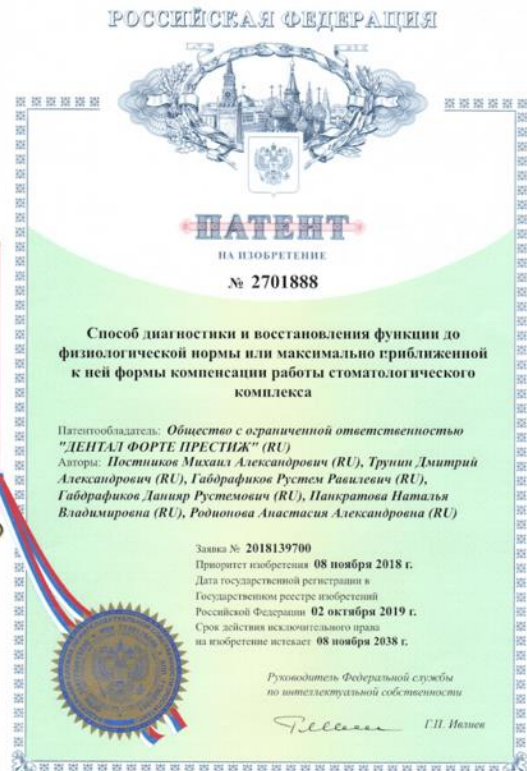 РОССИЙСКАЯ ФЕДЕРАЦИЯ
ПАТЕНТ
НА ИЗОБРЕТЕНИЕ
№ 2701888
Способ диагностики и восстановления функции до
физиологической нормы или максимально приближенной
к ней формы компенсации работы стоматологического
комплекса
Патентообладатель: Общество с ограниченной ответственностью
"ДЕНТАЛ ФОРТЕ ПРЕСТИЖ" (RU)
Авторы: Постников Михаил Александрович (RU), Трунин Дмитрий
Александрович (RU), Габдрафиков Рустем Равилевич (RU),
Габдрафиков Данияр Рустемович (RU), Панкратова Наталья
Владимировна (RU), Родионова Анастасия Александровна (RU)
Заявка № 2018139700
Приоритет изобретения 08 ноября 2018 г.
Дата государственной регистрации в
Государственном реестре изобретений
Российской Федерации 02 октября 2019 г.
Срок действия исключительного права
на изобретение истекает 08 ноября 2038 г.
Руководитель Федеральной службы
по интеллектуальной собственности
Г.П. Ивлиев